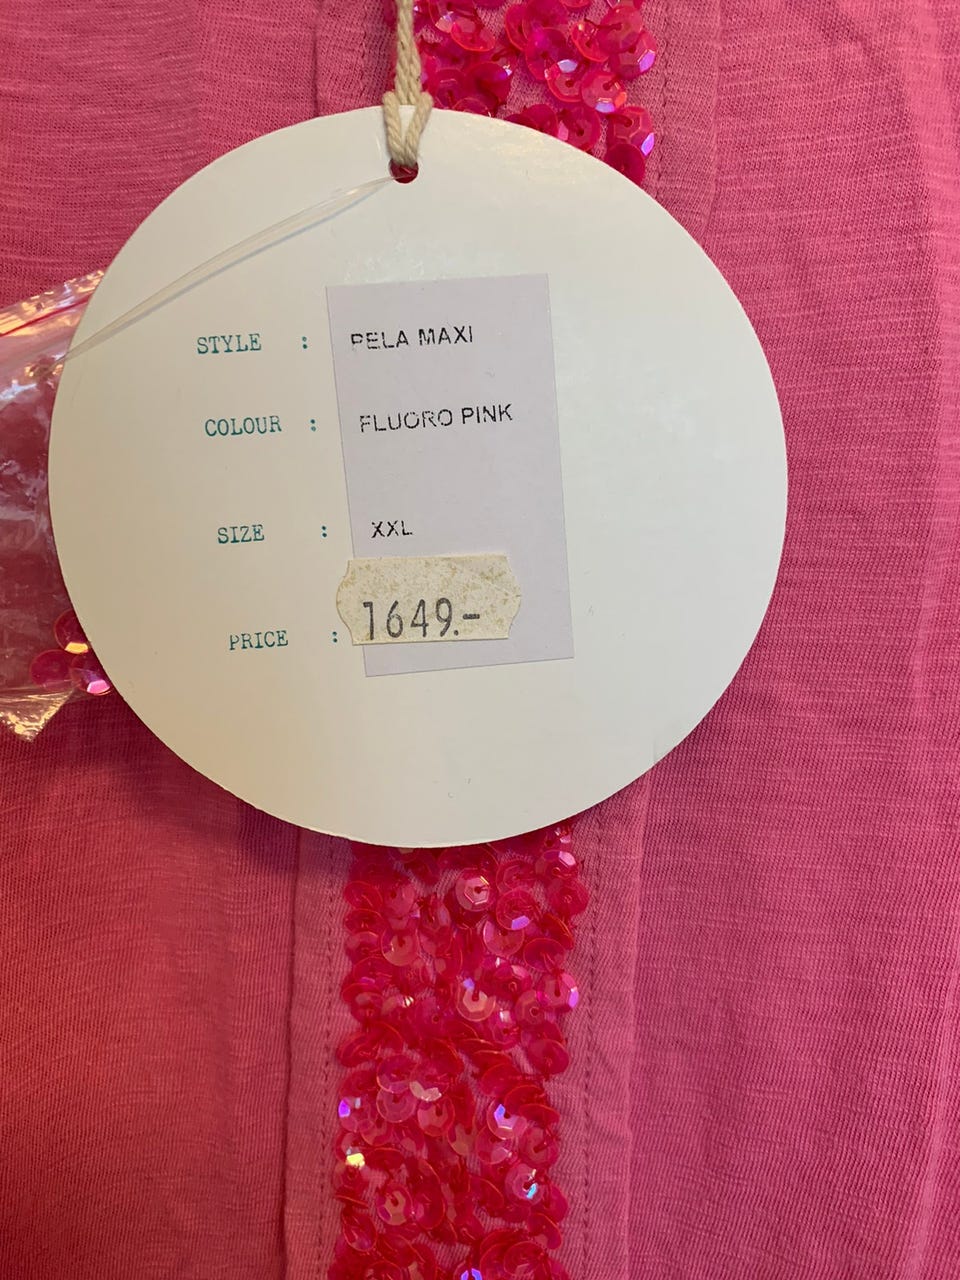 STYLE : PELA MAXI
COLOUR : FLUORO PINK
SIZE : XXL
PRICE : 1649.-